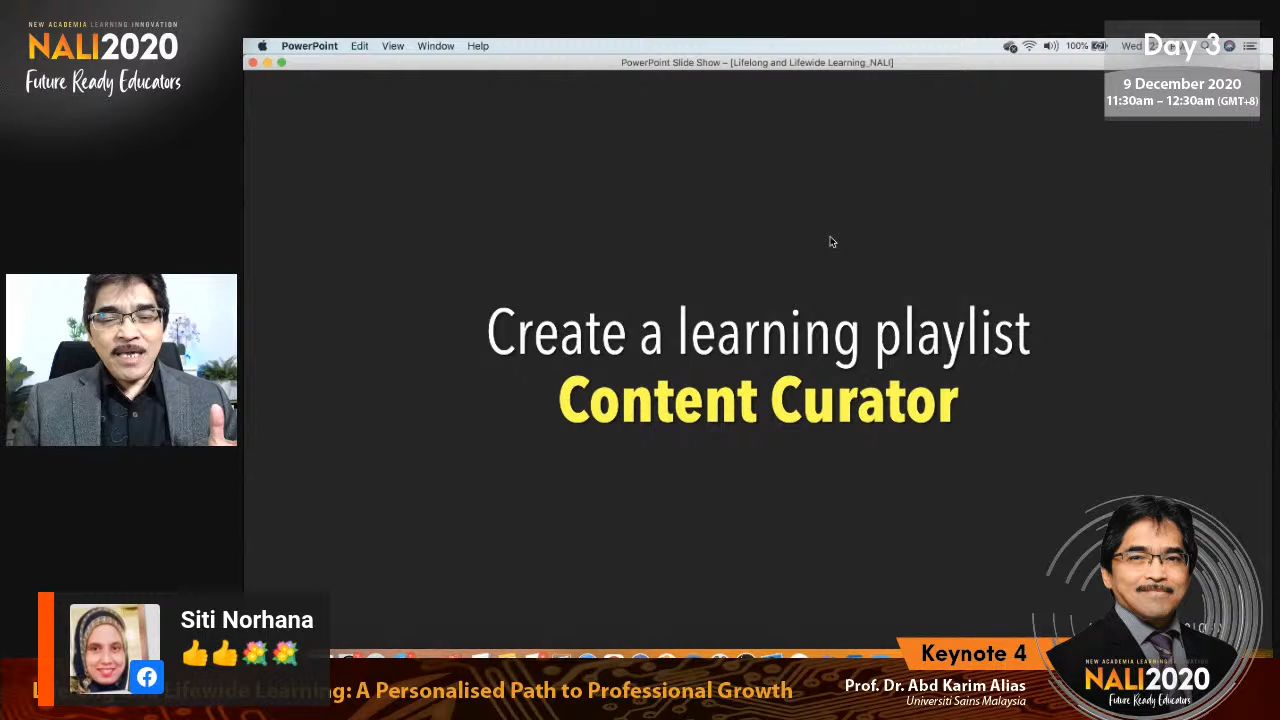 NEW ACADEMIA LEARNING INNOVATION
NALI2020
Future Ready Educators
PowerPoint Edit View Window Help
100%
Wed
PowerPoint Slide Show – [Lifelong and Lifewide Learning_NALI]
Day 3
9 December 2020
11:30am – 12:30am (GMT+8)
Create a learning playlist
Content Curator
Siti Norhana
👍👍💐💐
Keynote 4
Lifewide Learning: A Personalised Path to Professional Growth
Prof. Dr. Abd Karim Alias
Universiti Sains Malaysia
NEW ACADEMIA LEARNING INNOVATION
NALI2020
Future Ready Educators